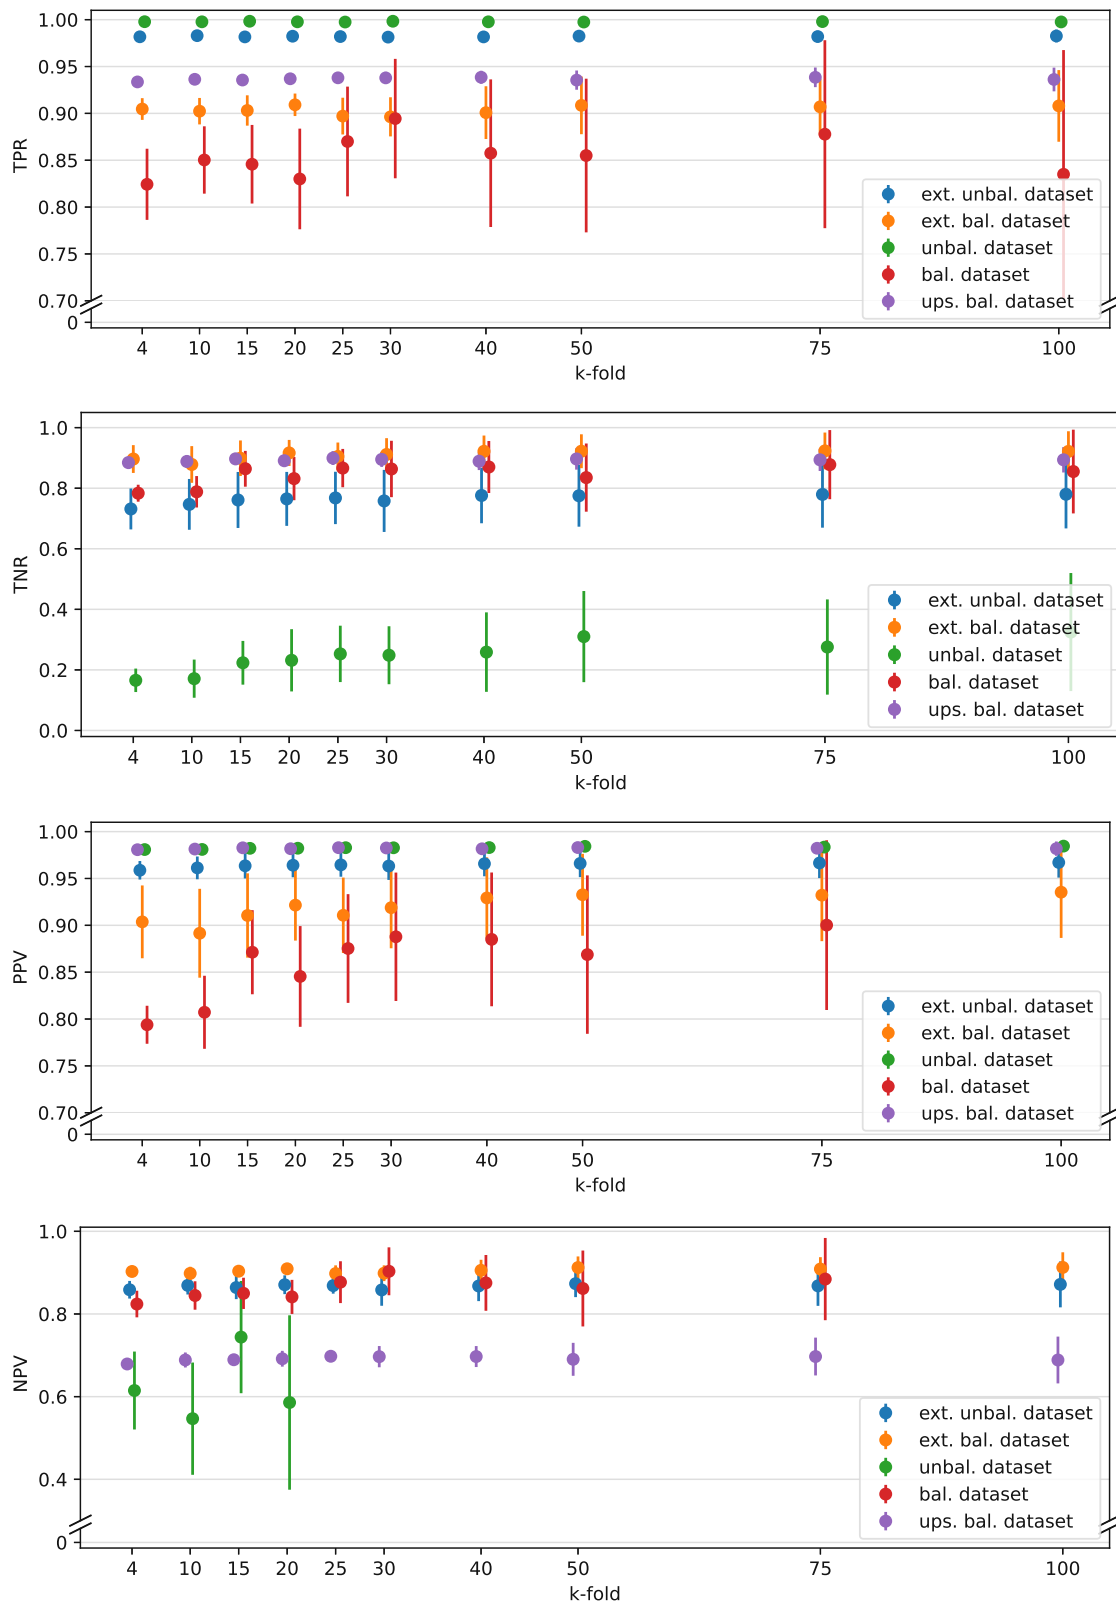 1.00
0.95
0.90
0.85
0.80
0.75
0.70
0
TPR
ext. unbal. dataset
ext. bal. dataset
unbal. dataset
bal. dataset
ups. bal. dataset
4 10 15 20 25 30 40 50 75 100
k-fold
1.0
0.8
0.6
0.4
0.2
0.0
TNR
ext. unbal. dataset
ext. bal. dataset
unbal. dataset
bal. dataset
ups. bal. dataset
4 10 15 20 25 30 40 50 75 100
k-fold
1.00
0.95
0.90
0.85
0.80
0.75
0.70
0
PPV
ext. unbal. dataset
ext. bal. dataset
unbal. dataset
bal. dataset
ups. bal. dataset
4 10 15 20 25 30 40 50 75 100
k-fold
1.0
0.8
0.6
0.4
0
NPV
ext. unbal. dataset
ext. bal. dataset
unbal. dataset
bal. dataset
ups. bal. dataset
4 10 15 20 25 30 40 50 75 100
k-fold